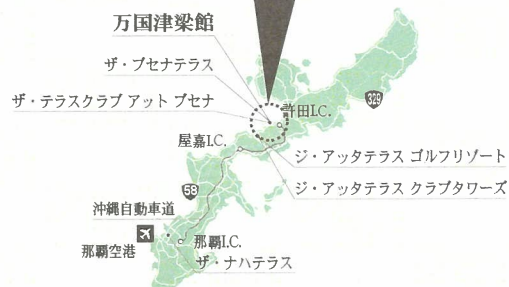 万国津梁館
ザ・ブセナテラス
ザ・テラスクラブ アット ブセナ
許田I.C.
329
屋嘉I.C.
ジ・アッタテラス ゴルフリゾート
ジ・アッタテラス クラブタワーズ
58
沖縄自動車道
那覇空港
那覇I.C.
ザ・ナハテラス